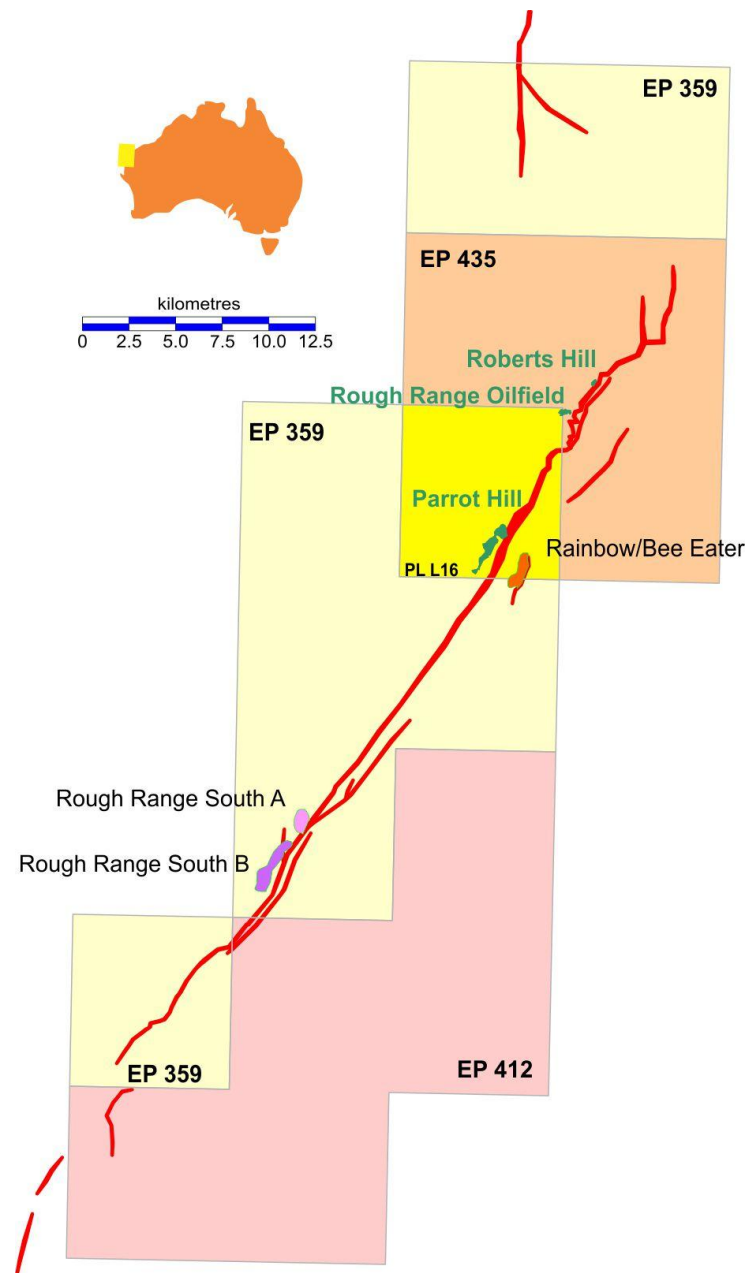 EP 359
EP 435
kilometres
0 2.5 5.0 7.5 10.0 12.5
Roberts Hill
Rough Range Oilfield
EP 359
Parrot Hill
Rainbow/Bee Eater
PL L16
Rough Range South A
Rough Range South B
EP 359
EP 412